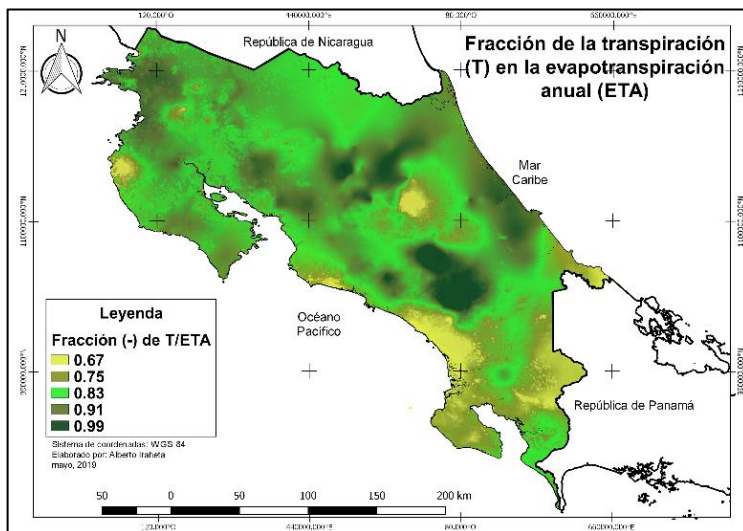 República de Nicaragua
Fracción de la transpiración
(T) en la evapotranspiración
anual (ETA)
N
Mar
Caribe
Océano
Pacífico
República de Panamá
Leyenda
Fracción (-) de T/ETA
0.67
0.75
0.83
0.91
0.99
Sistema de coordenadas: WGS 84
Elaborado por: Alberto Iraheta
mayo, 2019
50 0 50 100 150 200 km